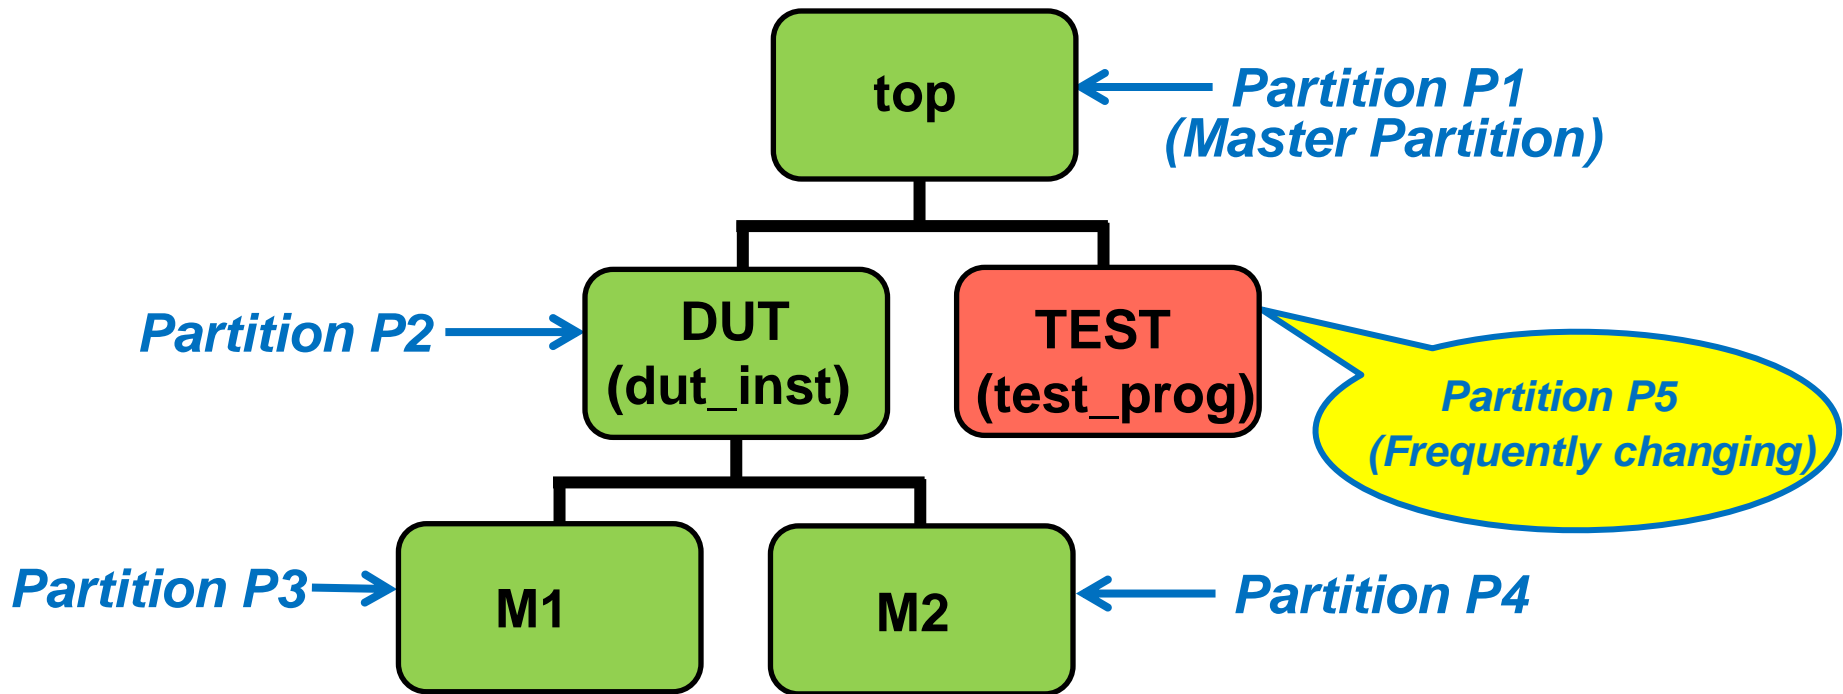 top
Partition P1
(Master Partition)
Partition P2
DUT
(dut_inst)
TEST
(test_prog)
Partition P5
(Frequently changing)
Partition P3
M1
M2
Partition P4